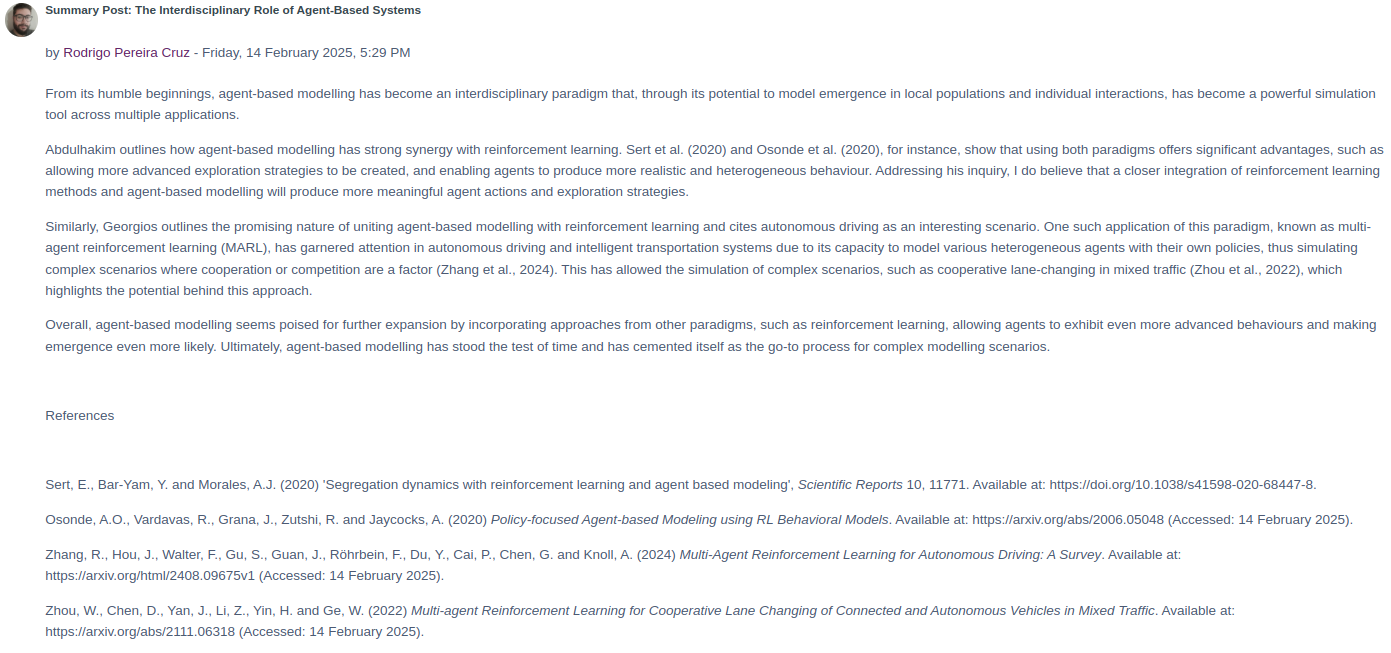 Summary Post: The Interdisciplinary Role of Agent-Based Systems
by Rodrigo Pereira Cruz - Friday, 14 February 2025, 5:29 PM
From its humble beginnings, agent-based modelling has become an interdisciplinary paradigm that, through its potential to model emergence in local populations and individual interactions, has become a powerful simulation
tool across multiple applications.
Abdulhakim outlines how agent-based modelling has strong synergy with reinforcement learning. Sert et al. (2020) and Osonde et al. (2020), for instance, show that using both paradigms offers significant advantages, such as
allowing more advanced exploration strategies to be created, and enabling agents to produce more realistic and heterogeneous behaviour. Addressing his inquiry, I do believe that a closer integration of reinforcement learning
methods and agent-based modelling will produce more meaningful agent actions and exploration strategies.
Similarly, Georgios outlines the promising nature of uniting agent-based modelling with reinforcement learning and cites autonomous driving as an interesting scenario. One such application of this paradigm, known as multi-
agent reinforcement learning (MARL), has garnered attention in autonomous driving and intelligent transportation systems due to its capacity to model various heterogeneous agents with their own policies, thus simulating
complex scenarios where cooperation or competition are a factor (Zhang et al., 2024). This has allowed the simulation of complex scenarios, such as cooperative lane-changing in mixed traffic (Zhou et al., 2022), which
highlights the potential behind this approach.
Overall, agent-based modelling seems poised for further expansion by incorporating approaches from other paradigms, such as reinforcement learning, allowing agents to exhibit even more advanced behaviours and making
emergence even more likely. Ultimately, agent-based modelling has stood the test of time and has cemented itself as the go-to process for complex modelling scenarios.
References
Sert, E., Bar-Yam, Y. and Morales, A.J. (2020) 'Segregation dynamics with reinforcement learning and agent based modeling', Scientific Reports 10, 11771. Available at: https://doi.org/10.1038/s41598-020-68447-8.
Osonde, A.O., Vardavas, R., Grana, J., Zutshi, R. and Jaycocks, A. (2020) Policy-focused Agent-based Modeling using RL Behavioral Models. Available at: https://arxiv.org/abs/2006.05048 (Accessed: 14 February 2025).
Zhang, R., Hou, J., Walter, F., Gu, S., Guan, J., Röhrbein, F., Du, Y., Cai, P., Chen, G. and Knoll, A. (2024) Multi-Agent Reinforcement Learning for Autonomous Driving: A Survey. Available at:
https://arxiv.org/html/2408.09675v1 (Accessed: 14 February 2025).
Zhou, W., Chen, D., Yan, J., Li, Z., Yin, H. and Ge, W. (2022) Multi-agent Reinforcement Learning for Cooperative Lane Changing of Connected and Autonomous Vehicles in Mixed Traffic. Available at:
https://arxiv.org/abs/2111.06318 (Accessed: 14 February 2025).